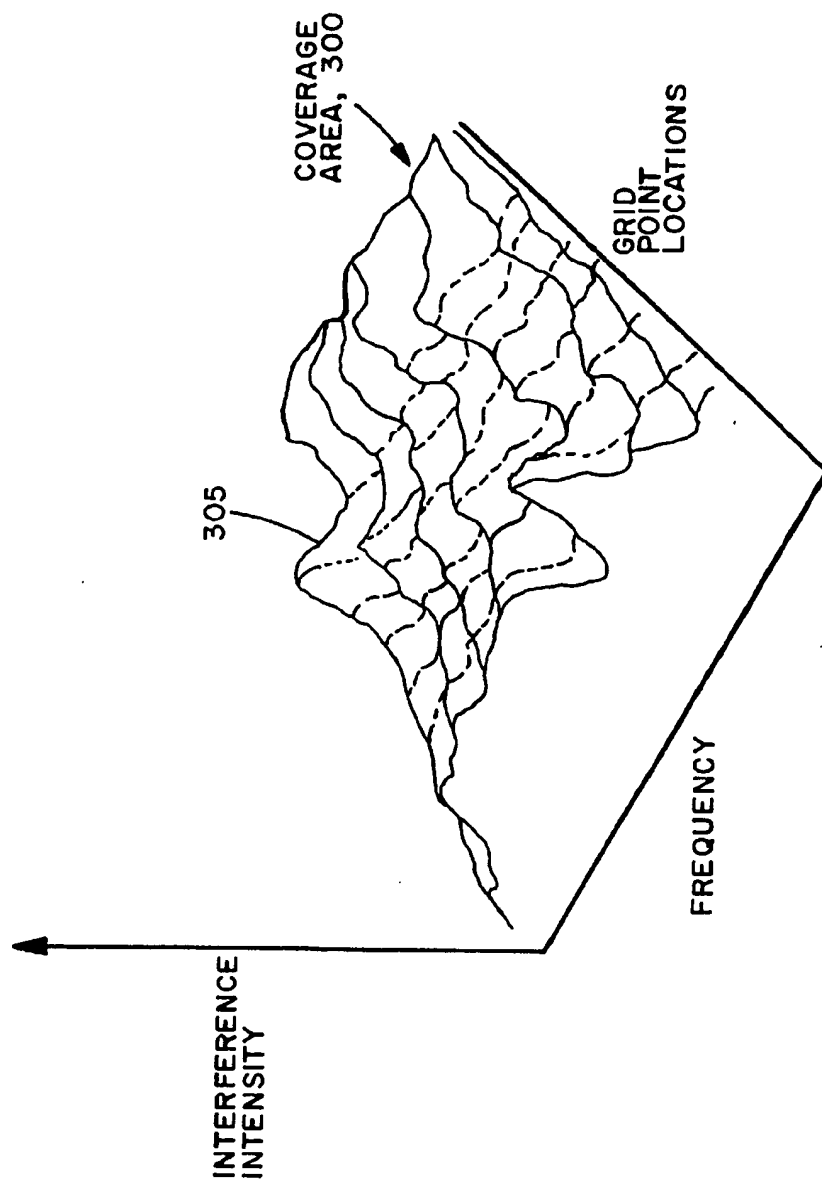 INTERFERENCE
INTENSITY
305
COVERAGE
AREA, 300
FREQUENCY
GRID
POINT
LOCATIONS